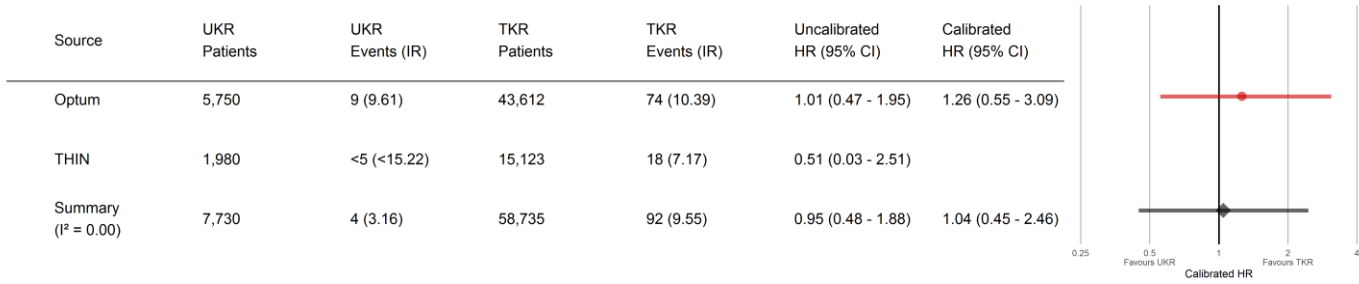 Source UKR Patients UKR Events (IR) TKR Patients TKR Events (IR) Uncalibrated HR (95% CI) Calibrated HR (95% CI)
Optum 5,750 9 (9.61) 43,612 74 (10.39) 1.01 (0.47 - 1.95) 1.26 (0.55 - 3.09)
THIN 1,980 <5 (<15.22) 15,123 18 (7.17) 0.51 (0.03 - 2.51)
Summary (I² = 0.00) 7,730 4 (3.16) 58,735 92 (9.55) 0.95 (0.48 - 1.88) 1.04 (0.45 - 2.46)
0.25 0.5 1 2 4
Favours UKR Favours TKR
Calibrated HR